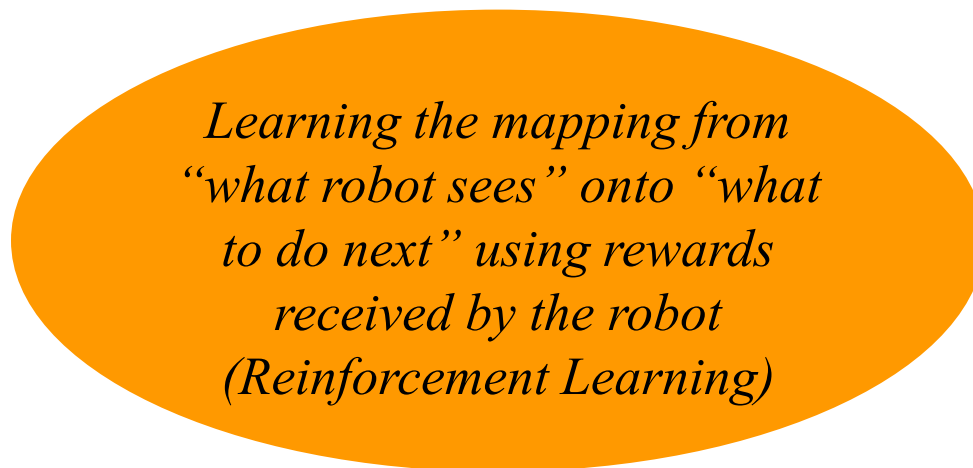 Learning the mapping from
“what robot sees” onto “what
to do next” using rewards
received by the robot
(Reinforcement Learning)